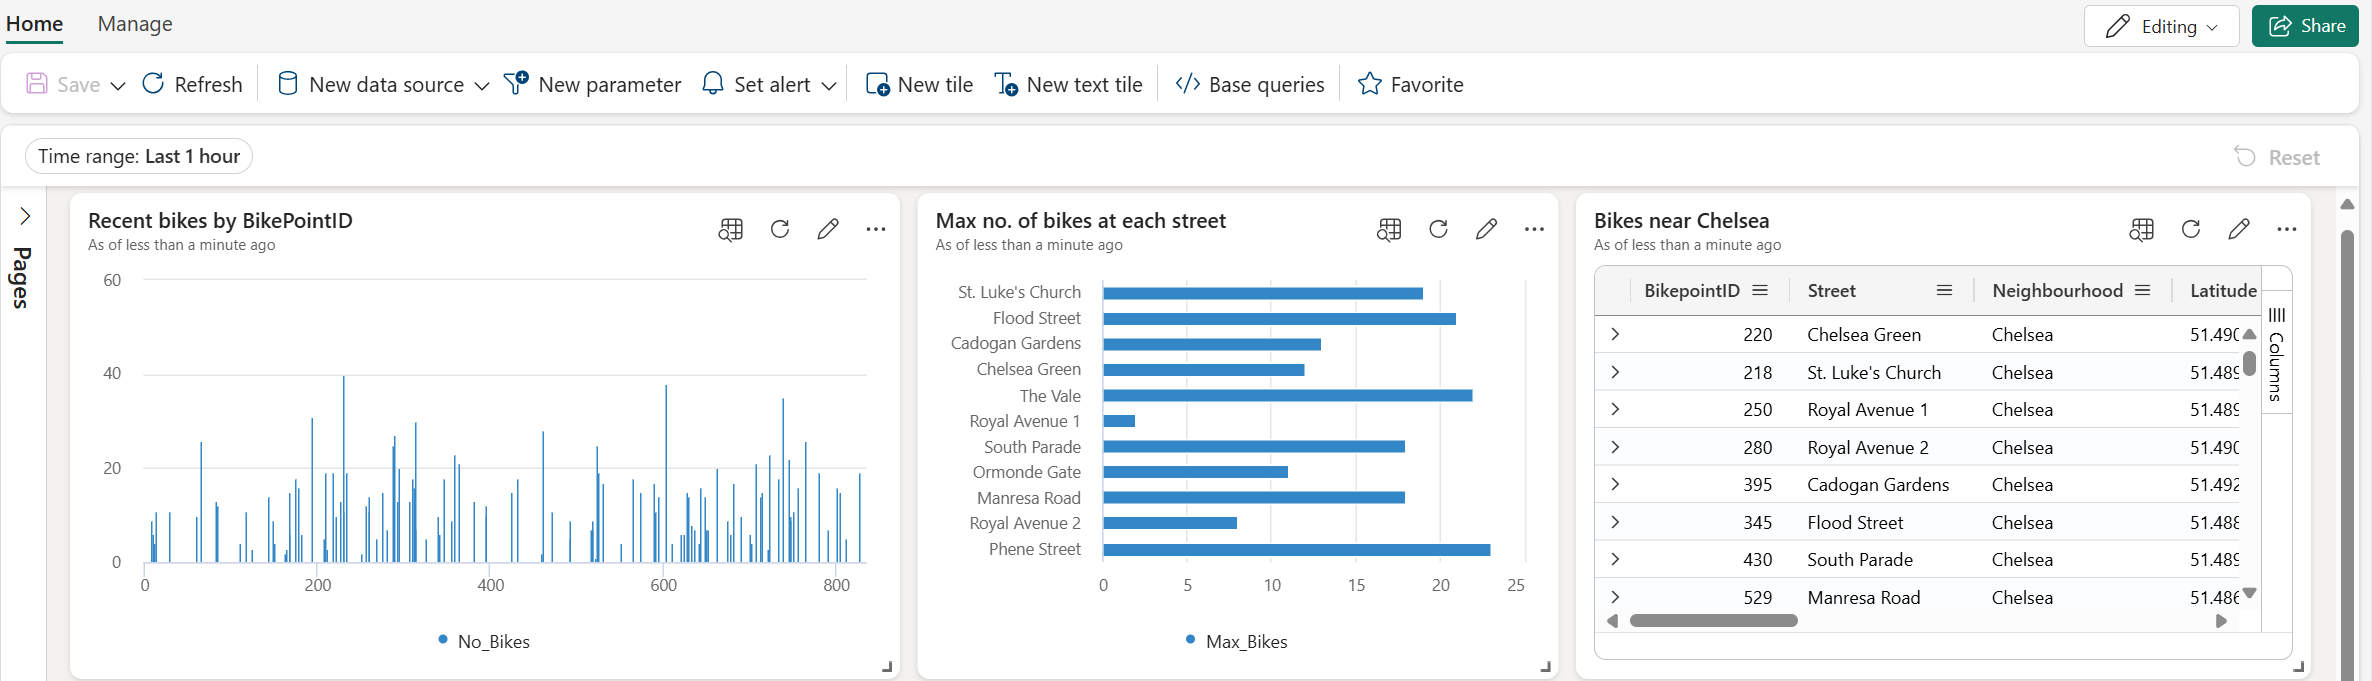 Home Manage Editing Share
Save Refresh New data source New parameter Set alert New tile New text tile Base queries Favorite
Time range: Last 1 hour Reset
Pages
Recent bikes by BikePointID
As of less than a minute ago
60
40
20
0
0 200 400 600 800
No_Bikes
Max no. of bikes at each street
As of less than a minute ago
St. Luke's Church
Flood Street
Cadogan Gardens
Chelsea Green
The Vale
Royal Avenue 1
South Parade
Ormonde Gate
Manresa Road
Royal Avenue 2
Phene Street
0 5 10 15 20 25
Max_Bikes
Bikes near Chelsea
As of less than a minute ago
BikepointID Street Neighbourhood Latitude
220 Chelsea Green Chelsea 51.490
218 St. Luke's Church Chelsea 51.489
250 Royal Avenue 1 Chelsea 51.489
280 Royal Avenue 2 Chelsea 51.490
395 Cadogan Gardens Chelsea 51.492
345 Flood Street Chelsea 51.488
430 South Parade Chelsea 51.489
529 Manresa Road Chelsea 51.486
Columns